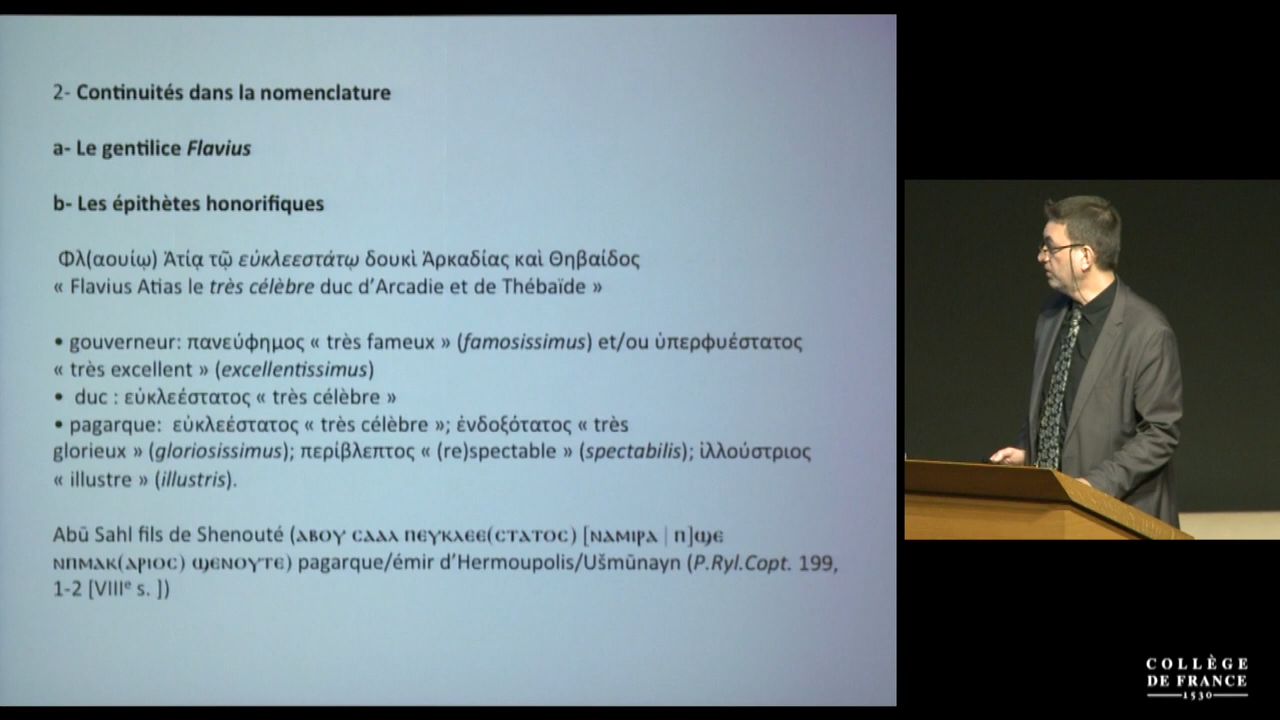 2- Continuités dans la nomenclature
a- Le gentilice Flavius
b- Les épithètes honorifiques
Φλ(αουίῳ) Ἀτίᾳ τῷ εὐκλεεστάτῳ δουκὶ Ἀρκαδίας καὶ Θηβαίδος
« Flavius Atias le très célèbre duc d’Arcadie et de Thébaïde »
• gouverneur: πανεύφημος « très fameux » (famosissimus) et/ou ὑπερφυέστατος
« très excellent » (excellentissimus)
• duc : εὐκλεέστατος « très célèbre »
• pagarque: εὐκλεέστατος « très célèbre »; ἐνδοξότατος « très
glorieux » (gloriosissimus); περίβλεπτος « (re)spectable » (spectabilis); ἰλλούστριος
« illustre » (illustris).
Abū Sahl fils de Shenouté (ⲁⲃⲟⲩ ⲥⲁⲗⲗ ⲡⲉⲩⲕⲗⲉⲉ(ⲥⲧⲁⲧⲟⲥ) [ⲛⲁⲙⲓⲣⲁ | ⲡ]ϣⲉ
ⲛⲡⲙⲁⲕ(ⲁⲣⲓⲟⲥ) ϣⲉⲛⲟⲩⲧⲉ) pagarque/émir d’Hermoupolis/Ušmūnayn (P.Ryl.Copt. 199,
1-2 [VIIIᵉ s. ])
COLLÈGE
DE FRANCE
1530